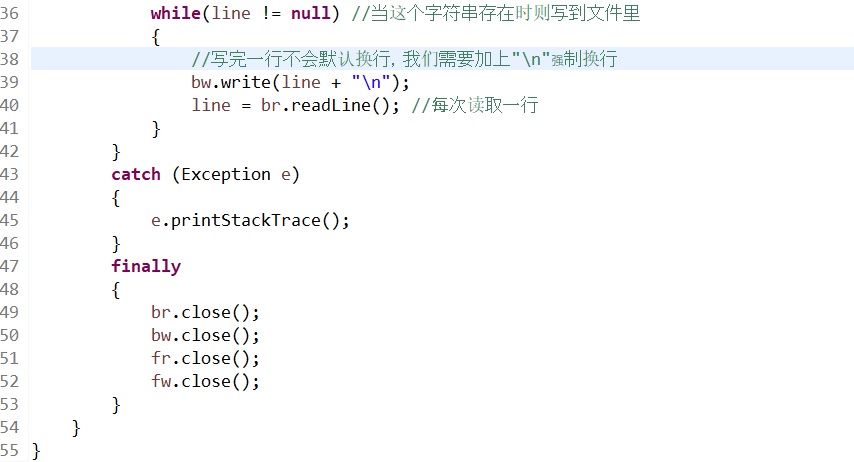 36 while(line != null) //当这个字符串存在时则写到文件里
37 {
38 //写完一行不会默认换行, 我们需要加上"\n"强制换行
39 bw.write(line + "\n");
40 line = br.readLine(); //每次读取一行
41 }
42 }
43 catch (Exception e)
44 {
45 e.printStackTrace();
46 }
47 finally
48 {
49 br.close();
50 bw.close();
51 fr.close();
52 fw.close();
53 }
54 }
55 }